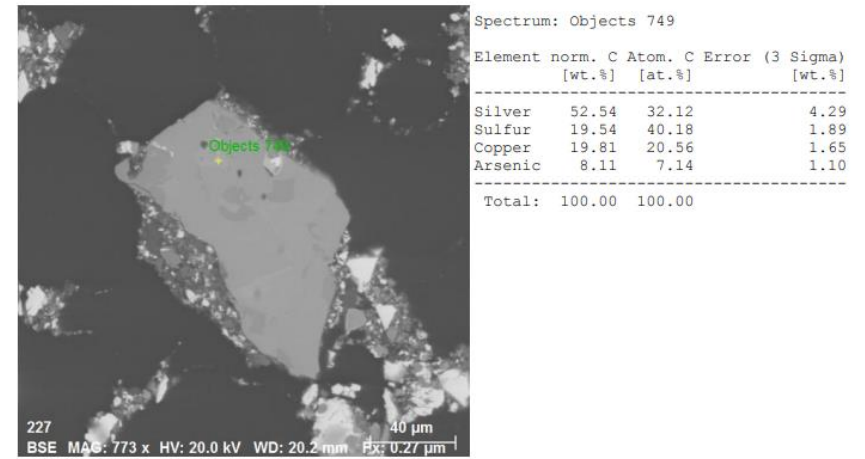 Objects 749
227
40 µm
BSE MAG: 773 x HV: 20.0 kV WD: 20.2 mm Px: 0.27 µm
Spectrum: Objects 749
Element norm. C Atom. C Error (3 Sigma)
[wt.%] [at.%] [wt.%]
Silver 52.54 32.12 4.29
Sulfur 19.54 40.18 1.89
Copper 19.81 20.56 1.65
Arsenic 8.11 7.14 1.10
Total: 100.00 100.00